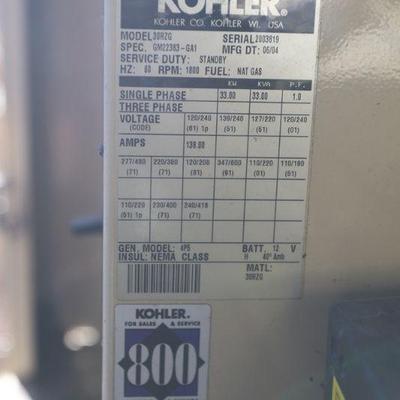 KOHLER®
KOHLER CO. KOHLER WI. USA
MODEL 30RZG SERIAL 2003819
SPEC. GM22383-GA1 MFG DT: 06/04
SERVICE DUTY: STANDBY
HZ: 60 RPM: 1800 FUEL: NAT GAS
KW KVA P.F.
SINGLE PHASE 33.00 33.00 1.0
THREE PHASE
VOLTAGE 120/240 139/240 127/220 120/240
(CODE) (61) 1p (51) (51) (01)
AMPS 138.00
277/480 220/380 120/208 347/600 110/220 110/190
(71) (71) (61) (61) (01) (51)
110/220 230/400 240/416
(51) 1p (71) (71)
GEN. MODEL: 4P5 BATT. 12 V
INSUL: NEMA CLASS H 40° Amb
MATL:
30RZG
KOHLER.
FOR SALES & SERVICE
800